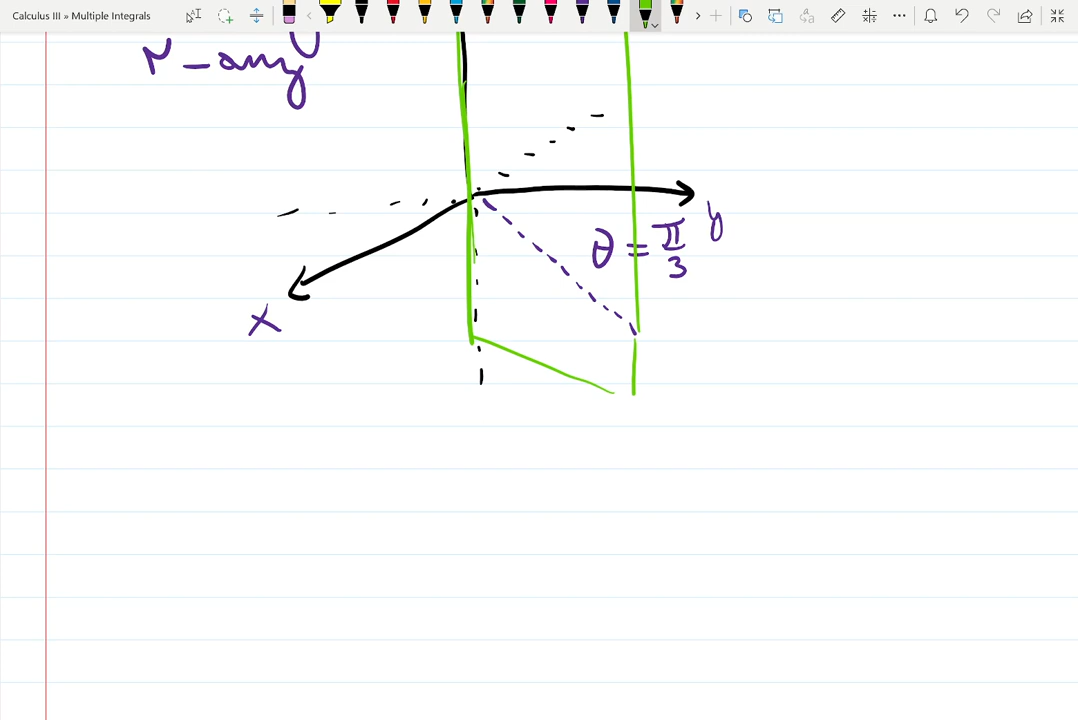 Calculus III » Multiple Integrals
r - any
y
θ = π/3
x